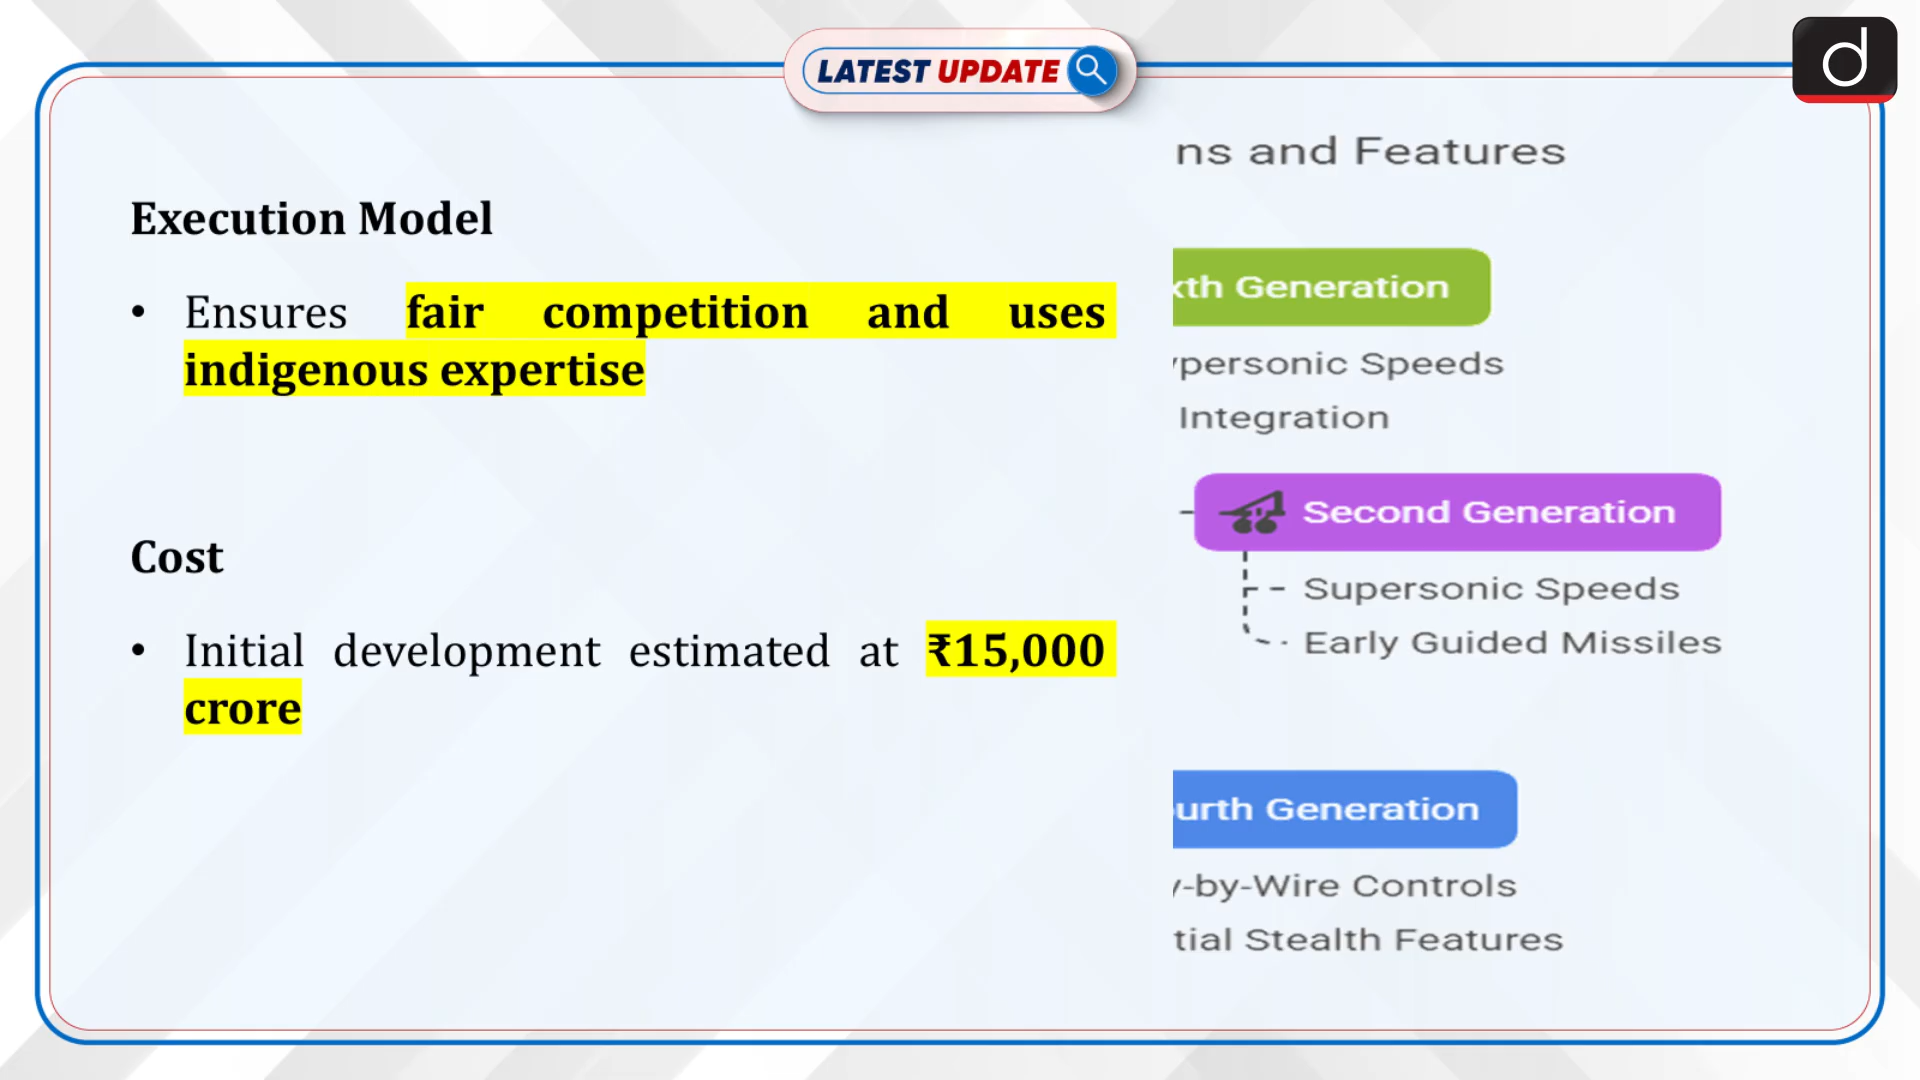 LATEST UPDATE
d
Execution Model
• Ensures fair competition and uses
indigenous expertise
Cost
• Initial development estimated at ₹15,000
crore
ns and Features
xth Generation
ypersonic Speeds
Integration
Second Generation
Supersonic Speeds
Early Guided Missiles
urth Generation
y-by-Wire Controls
tial Stealth Features